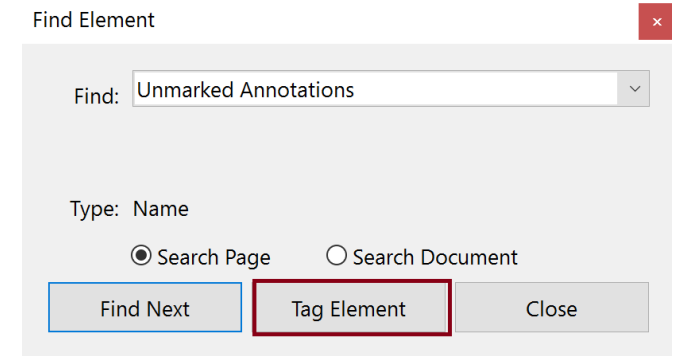 Find Element
Find: Unmarked Annotations
Type: Name
Search Page Search Document
Find Next Tag Element Close